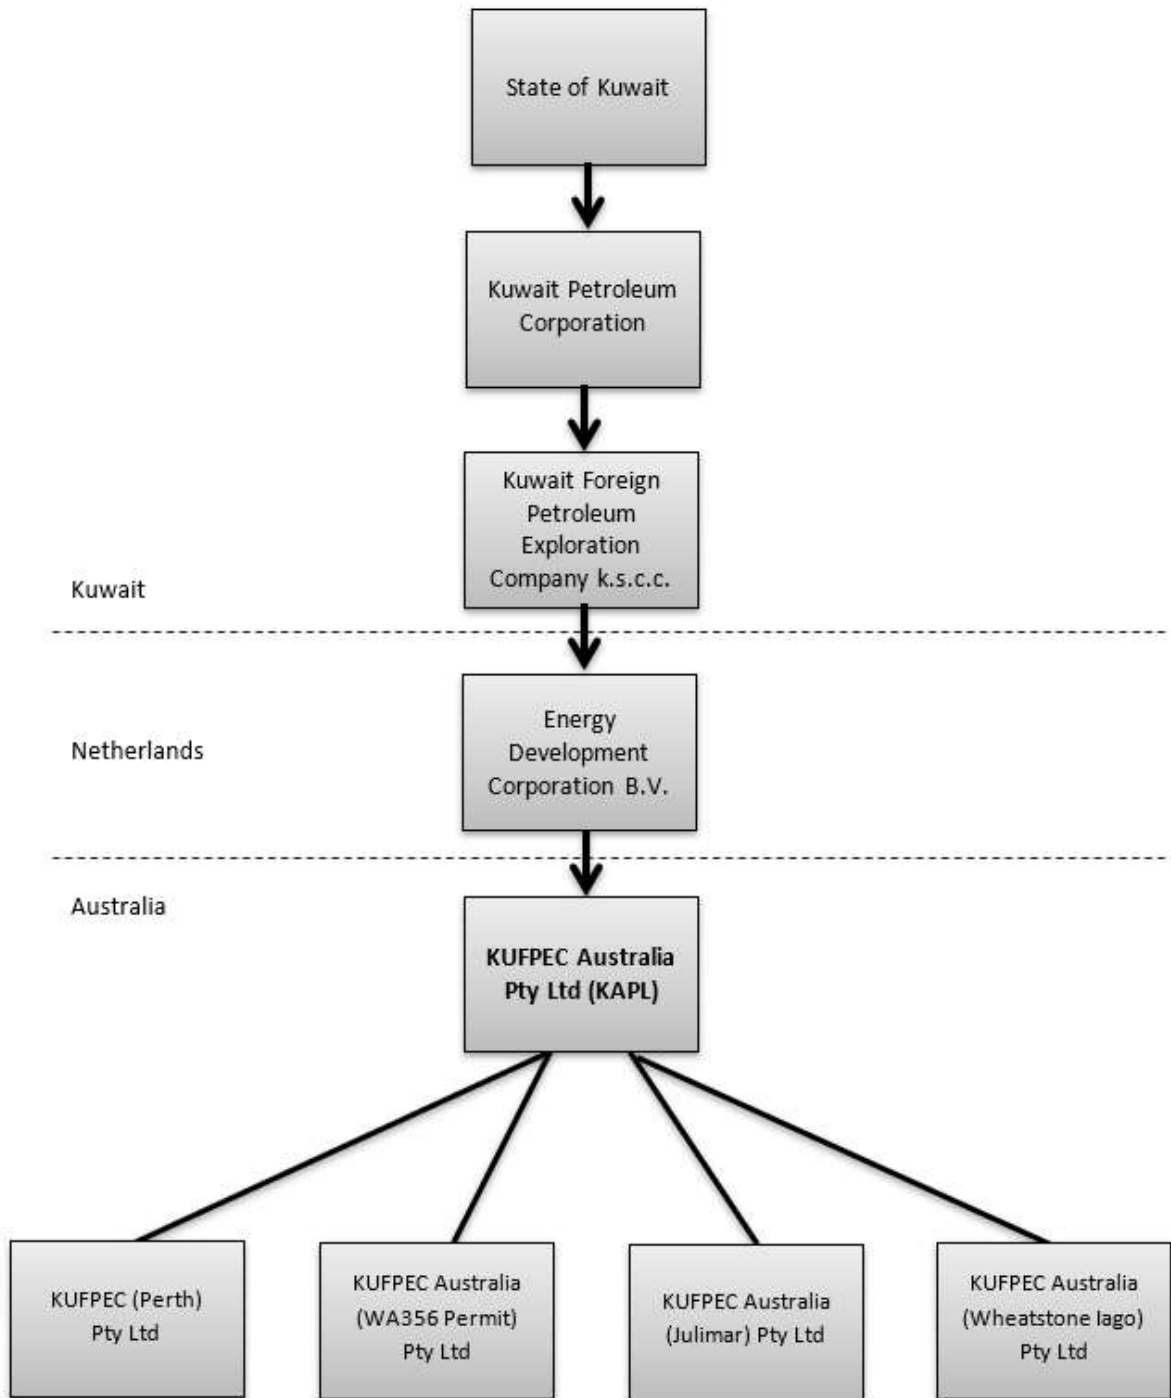 State of Kuwait
Kuwait Petroleum
Corporation
Kuwait Foreign
Petroleum
Exploration
Company k.s.c.c.
Kuwait
Energy
Development
Corporation B.V.
Netherlands
Australia
KUFPEC Australia
Pty Ltd (KAPL)
KUFPEC (Perth)
Pty Ltd
KUFPEC Australia
(WA356 Permit)
Pty Ltd
KUFPEC Australia
(Julimar) Pty Ltd
KUFPEC Australia
(Wheatstone Iago)
Pty Ltd